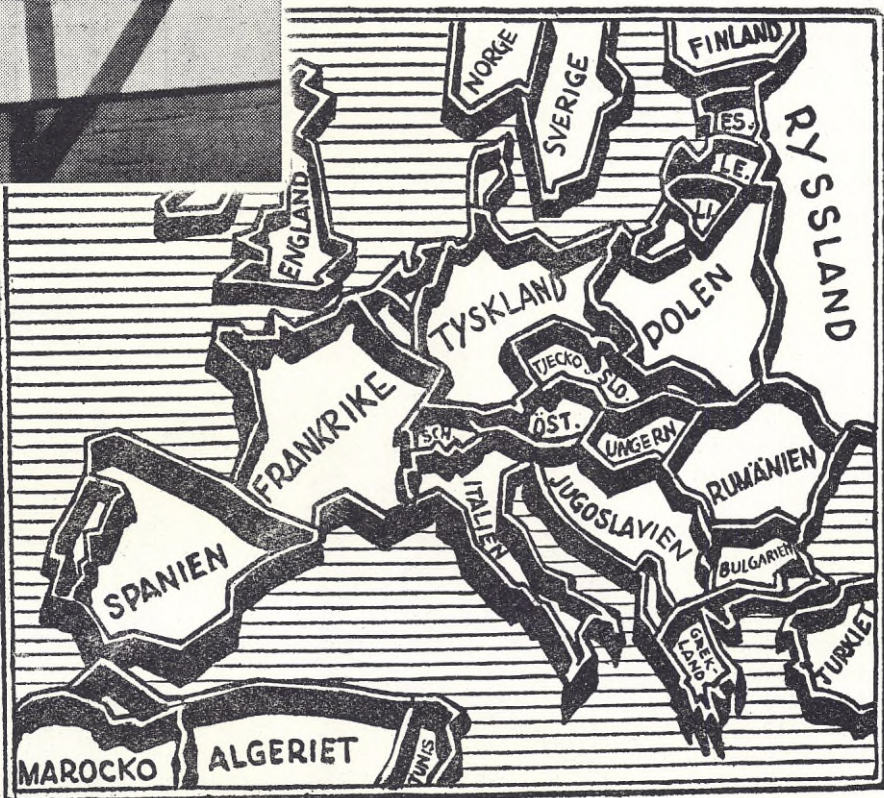 NORGE
SVERIGE
FINLAND
ES.
LE.
LI.
RYSSLAND
ENGLAND
TYSKLAND
POLEN
TJECKO.SLO.
FRANKRIKE
SCH.
ÖST.
UNGERN
RUMÄNIEN
ITALIEN
JUGOSLAVIEN
BULGARIEN
SPANIEN
GREK-
LAND
TURKIET
MAROCKO
ALGERIET
TUNIS